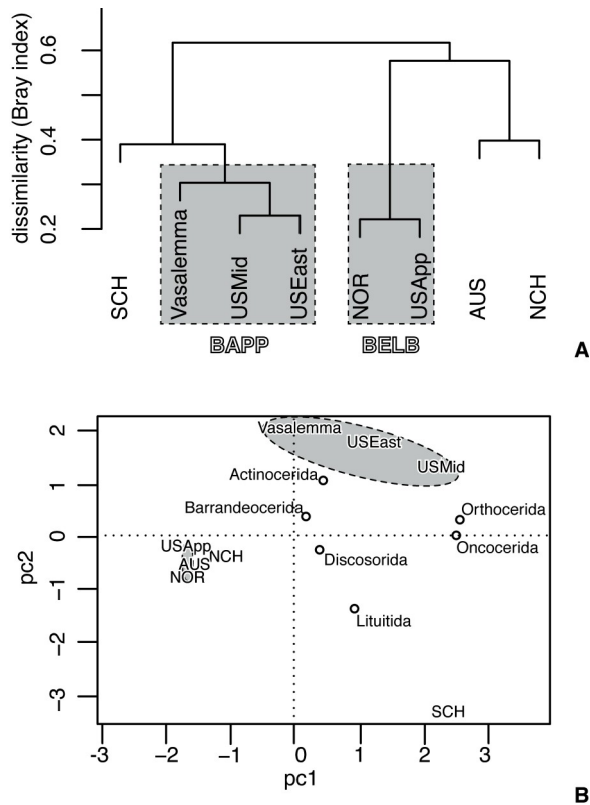 dissimilarity (Bray index)
0.6
0.4
0.2
SCH
Vasalemma
USMid
USEast
NOR
USApp
AUS
NCH
BAPP
BELB
A
pc2
2
1
0
−1
−2
−3
Vasalemma
USEast
USMid
Actinocerida
Barrandeocerida
Orthocerida
Oncocerida
USApp
NCH
AUS
NOR
Discosorida
Lituitida
SCH
-3 −2 −1 0 1 2 3
pc1
B